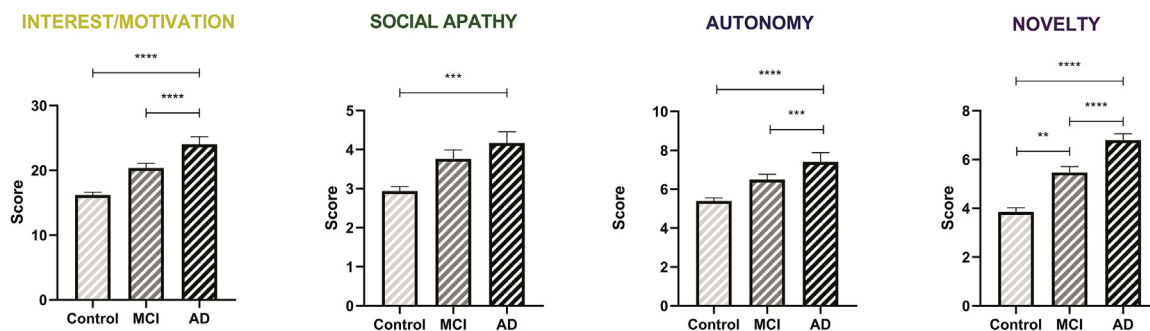 INTEREST/MOTIVATION
****
****
30
20
10
0
Score
Control MCI AD
SOCIAL APATHY
***
5
4
3
2
1
0
Score
Control MCI AD
AUTONOMY
****
***
10
8
6
4
2
0
Score
Control MCI AD
NOVELTY
****
****
**
8
6
4
2
0
Score
Control MCI AD